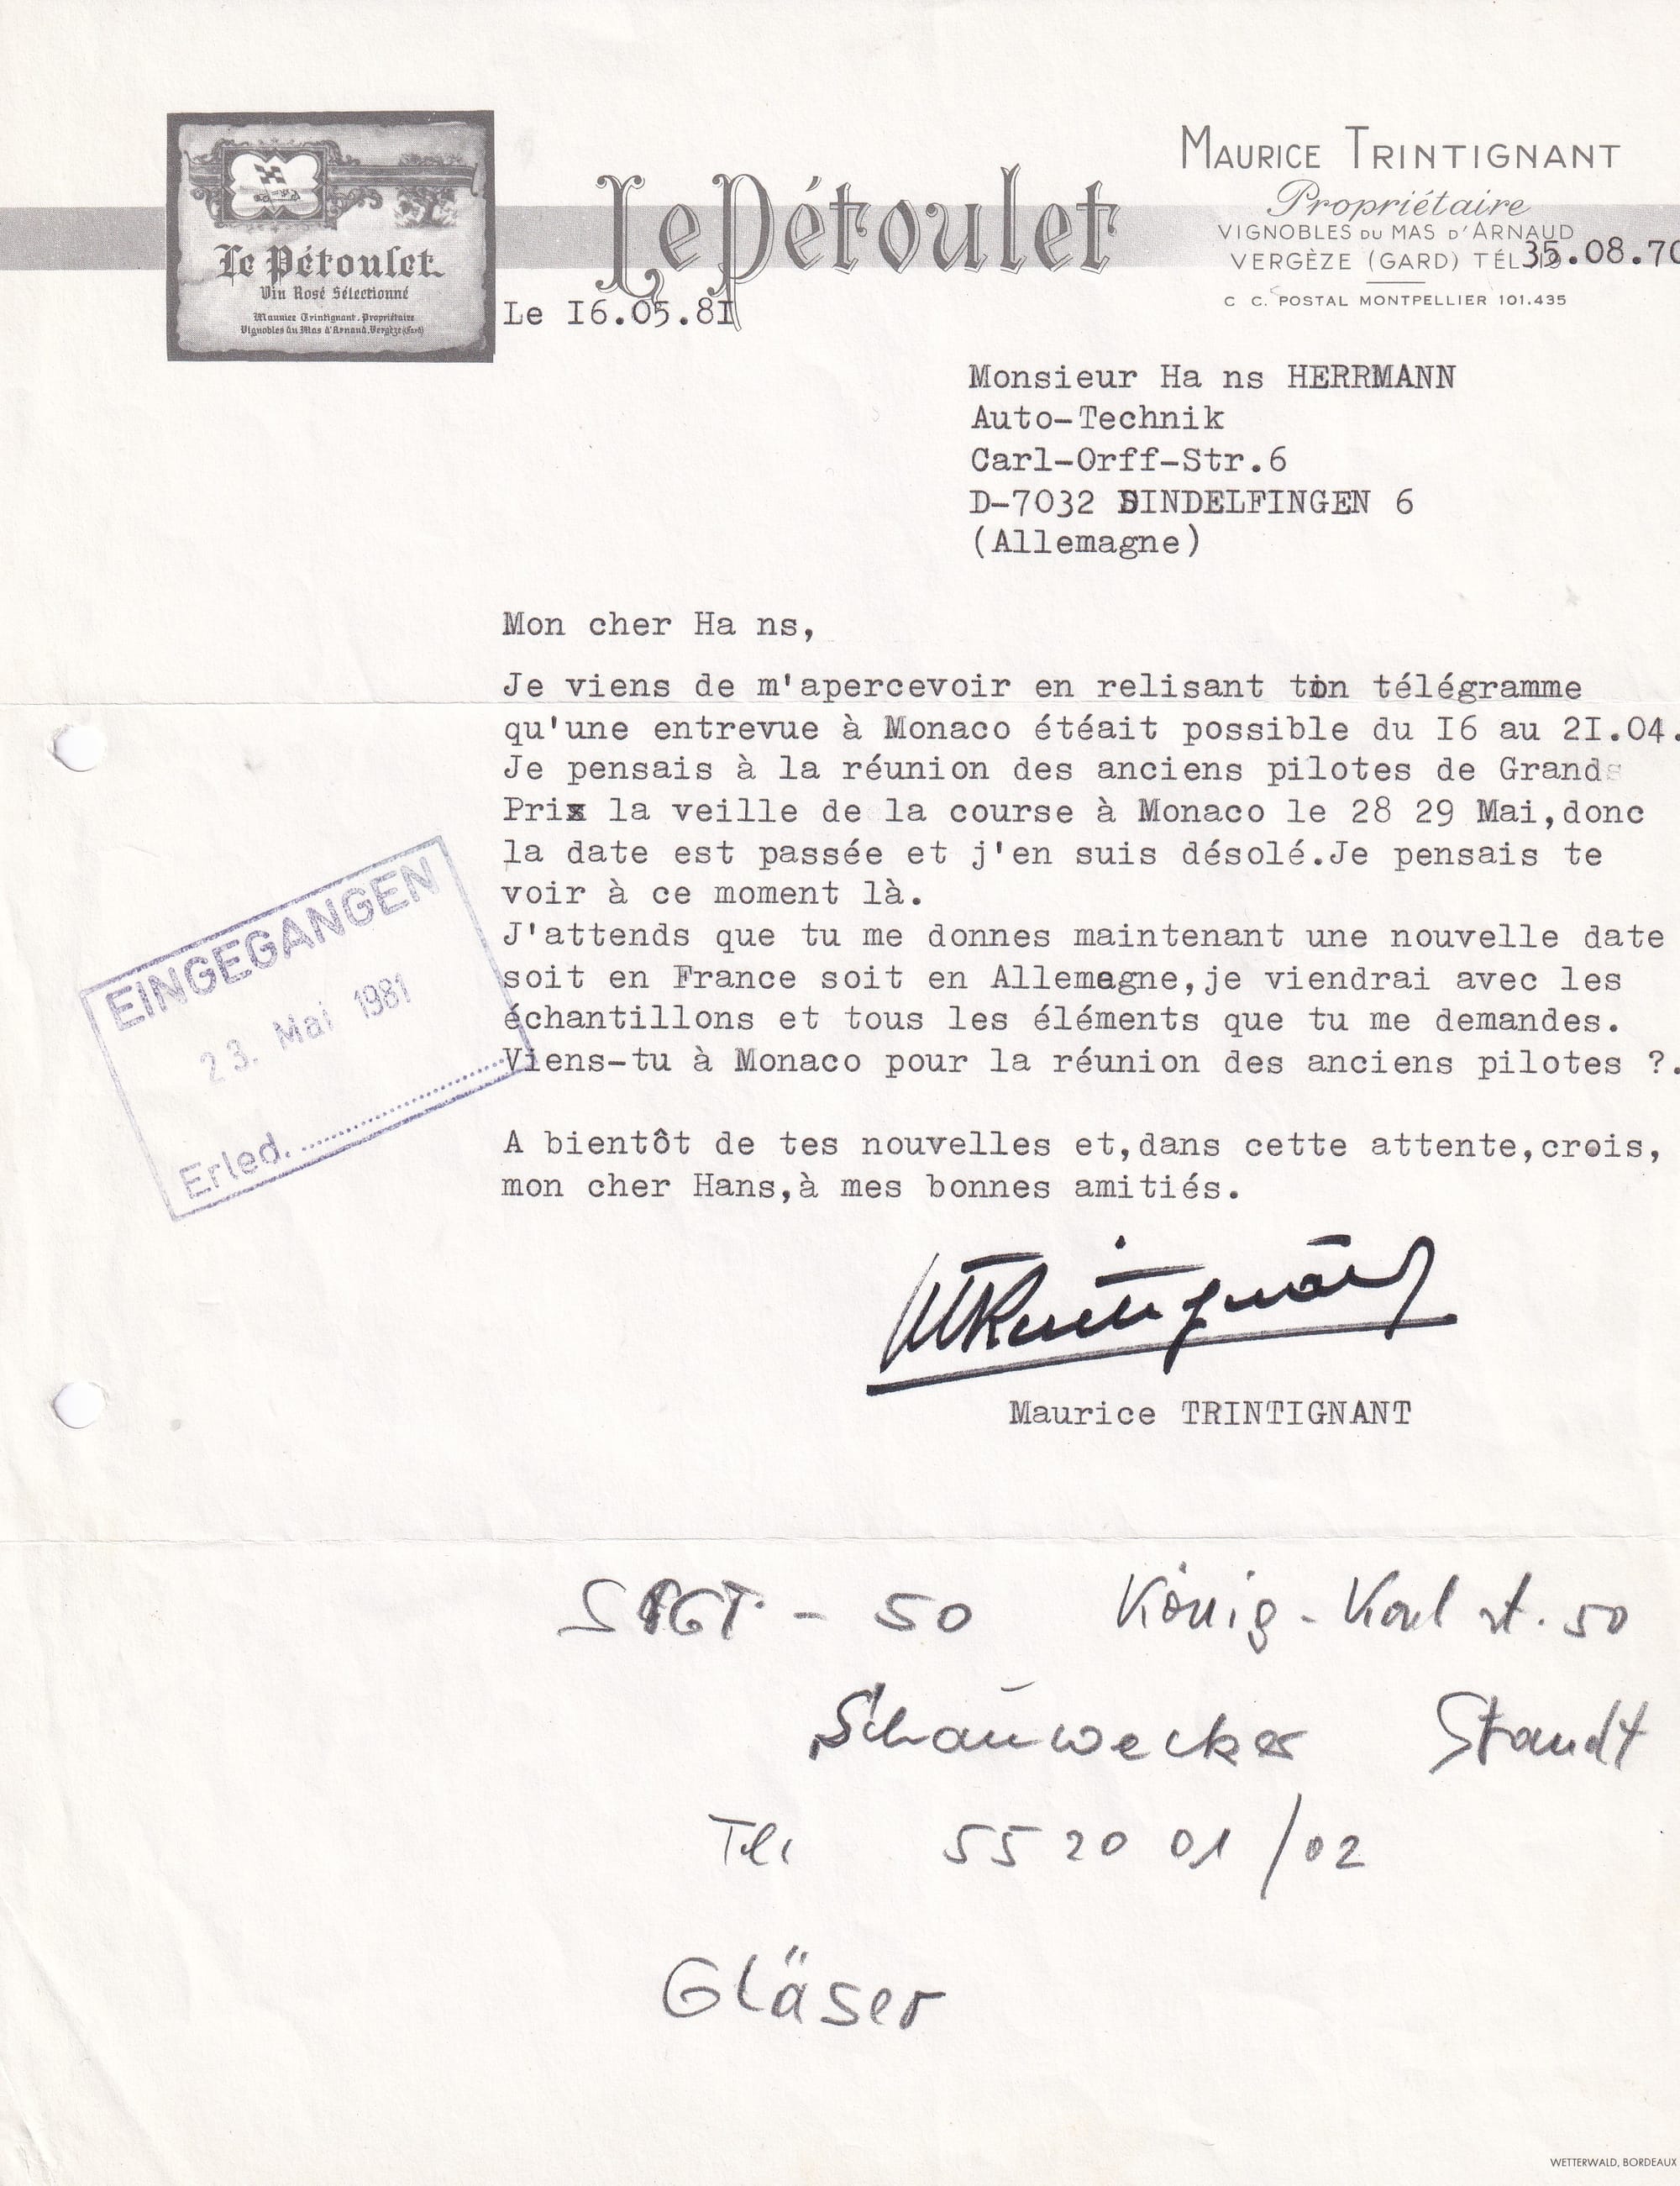 Le Pétoulet
Vin Rosé Sélectionné
Maurice Trintignant. Propriétaire
Vignobles du Mas d'Arnaud. Vergèze (Gard)
Le Pétoulet
MAURICE TRINTIGNANT
Propriétaire
VIGNOBLES DU MAS D'ARNAUD
VERGÈZE (GARD) TÉL. 35.08.70
C C. POSTAL MONTPELLIER 101.435
Le I6.05.8I
Monsieur Ha ns HERRMANN
Auto-Technik
Carl-Orff-Str.6
D-7032 SINDELFINGEN 6
(Allemagne)
Mon cher Ha ns,
Je viens de m'apercevoir en relisant ton télégramme
qu'une entrevue à Monaco étéait possible du I6 au 2I.04.
Je pensais à la réunion des anciens pilotes de Grands
Prix la veille de la course à Monaco le 28 29 Mai,donc
la date est passée et j'en suis désolé.Je pensais te
voir à ce moment là.
J'attends que tu me donnes maintenant une nouvelle date
soit en France soit en Allemagne,je viendrai avec les
échantillons et tous les éléments que tu me demandes.
Viens-tu à Monaco pour la réunion des anciens pilotes ?.
A bientôt de tes nouvelles et,dans cette attente,crois,
mon cher Hans,à mes bonnes amitiés.
EINGEGANGEN
23. Mai 1981
Erled.
MTrintignant
Maurice TRINTIGNANT
STGT - 50 König-Karl st. 50
Schauwecker Standt
Tel 55 20 01 / 02
Gläser
WETTERWALD, BORDEAUX